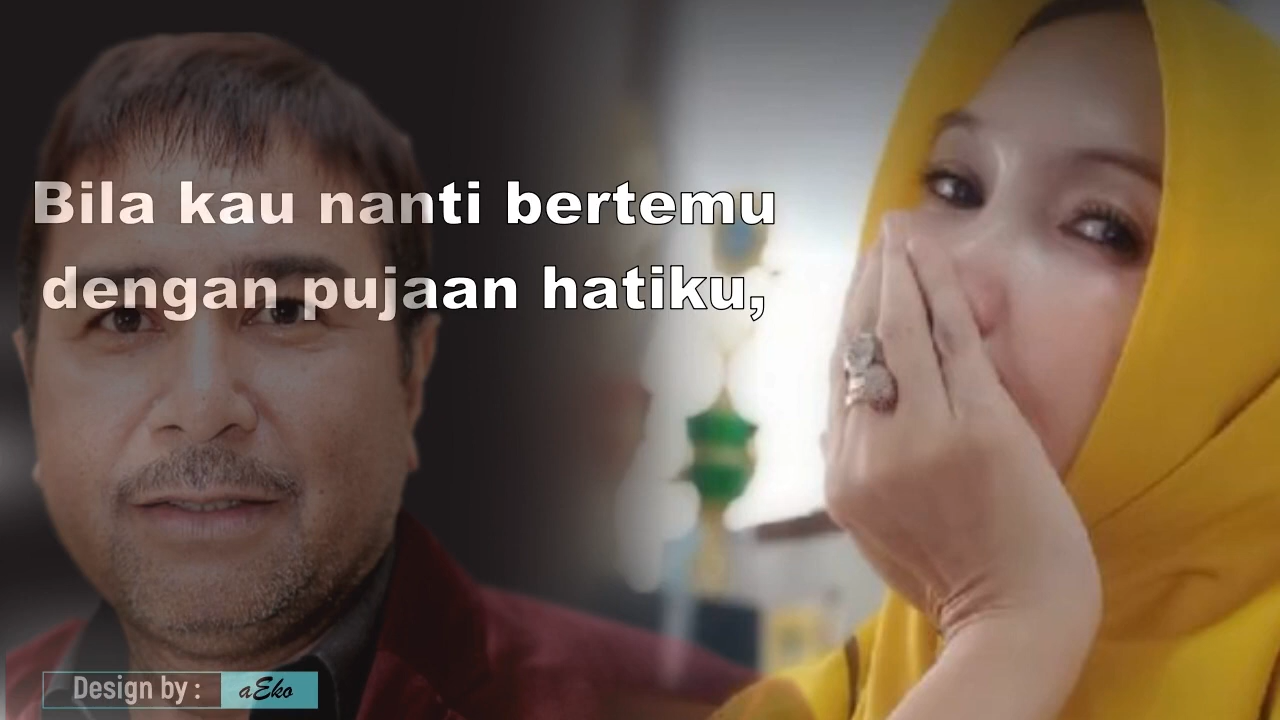 Bila kau nanti bertemu
dengan pujaan hatiku,
Design by : aEko